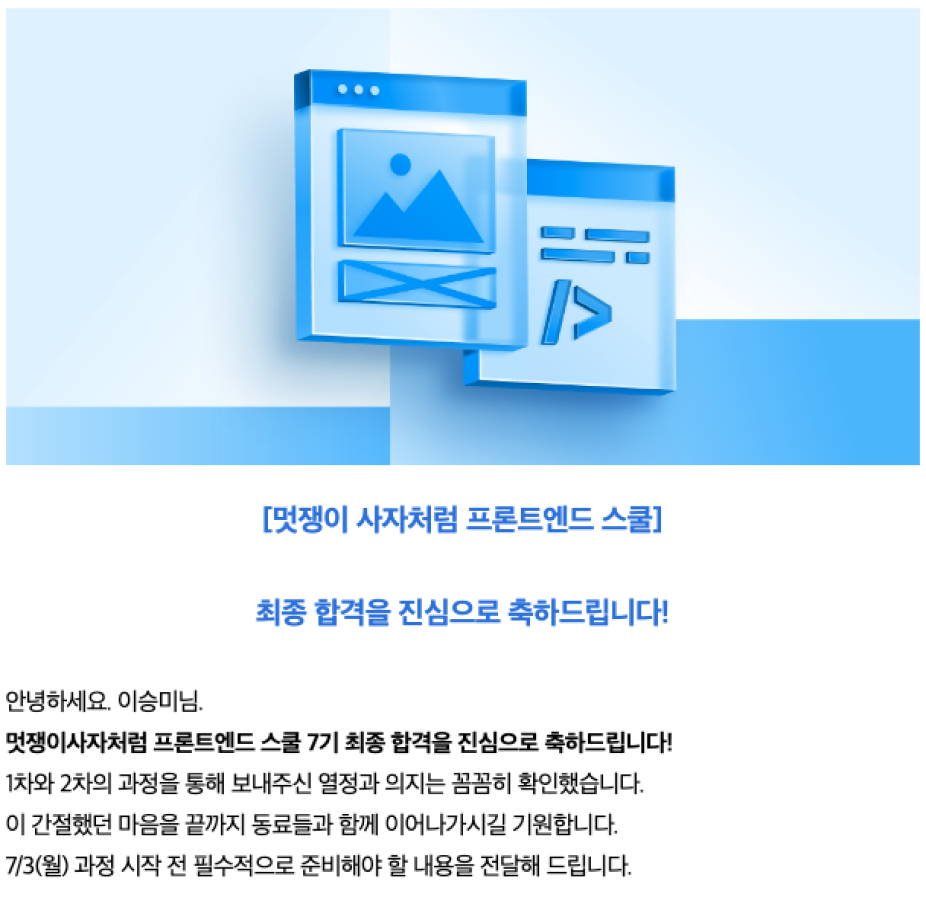 [멋쟁이 사자처럼 프론트엔드 스쿨]
최종 합격을 진심으로 축하드립니다!
안녕하세요. 이승미님.
멋쟁이사자처럼 프론트엔드 스쿨 7기 최종 합격을 진심으로 축하드립니다!
1차와 2차의 과정을 통해 보내주신 열정과 의지는 꼼꼼히 확인했습니다.
이 간절했던 마음을 끝까지 동료들과 함께 이어나가시길 기원합니다.
7/3(월) 과정 시작 전 필수적으로 준비해야 할 내용을 전달해 드립니다.